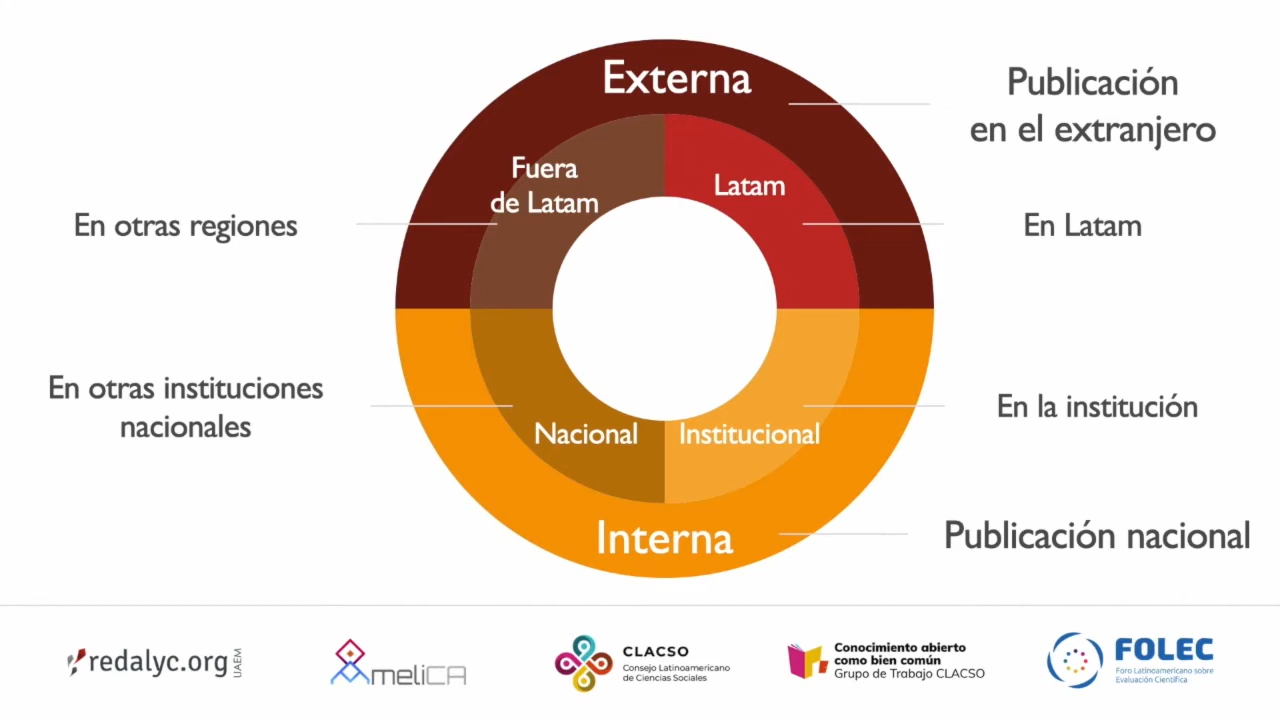 Externa
Publicación
en el extranjero
Fuera
de Latam
Latam
En otras regiones
En Latam
En otras instituciones
nacionales
En la institución
Nacional
Institucional
Interna
Publicación nacional
redalyc.org
UAEM
AmeliCA
CLACSO
Consejo Latinoamericano
de Ciencias Sociales
Conocimiento abierto
como bien común
Grupo de Trabajo CLACSO
FOLEC
Foro Latinoamericano sobre
Evaluación Científica